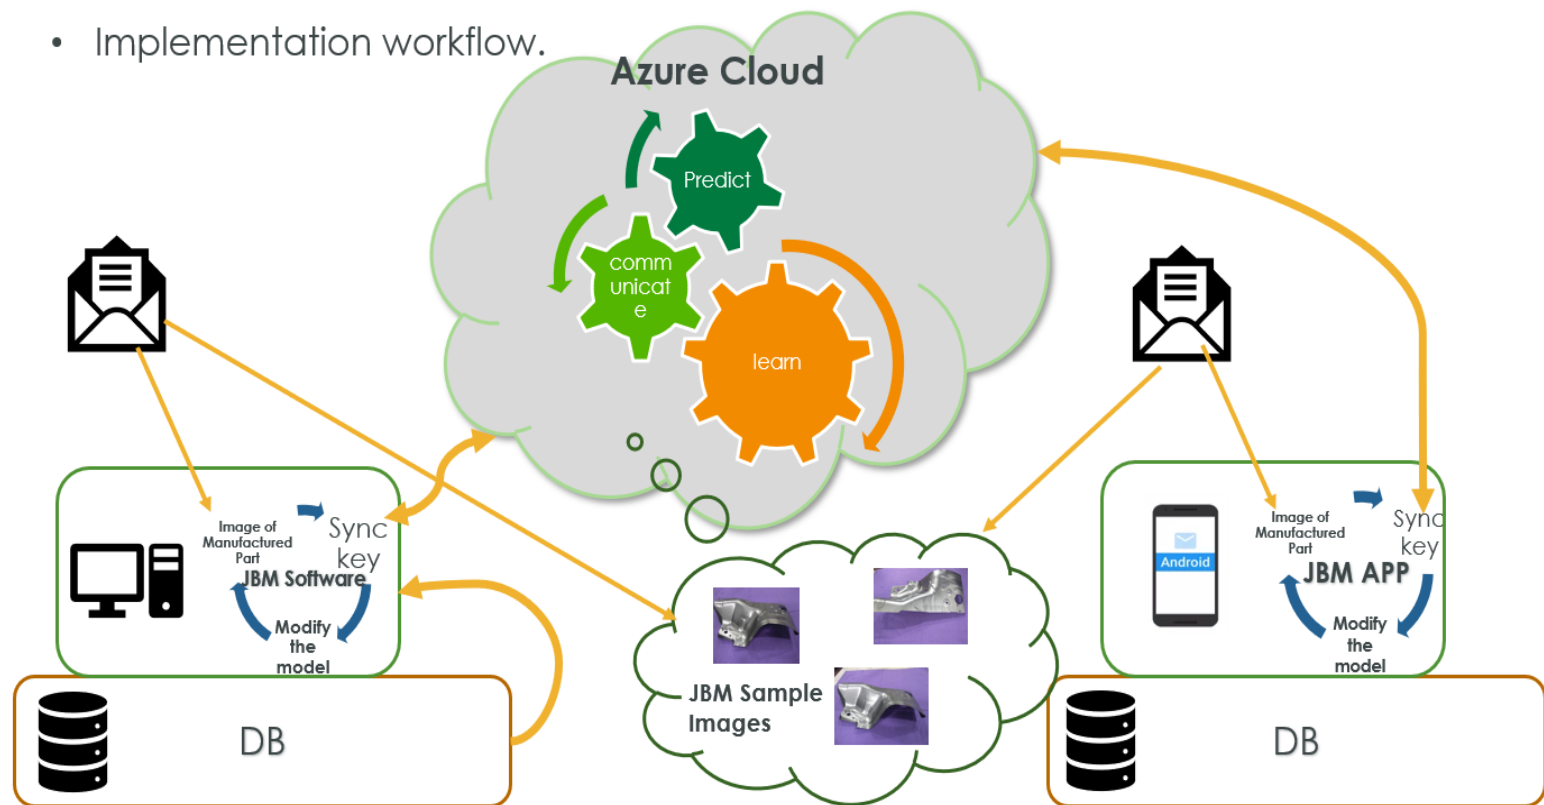 • Implementation workflow.
Azure Cloud
Predict
comm
unicat
e
learn
Image of
Manufactured
Part
Sync
key
JBM Software
Modify
the
model
DB
JBM Sample
Images
Android
Image of
Manufactured
Part
Sync
key
JBM APP
Modify
the
model
DB